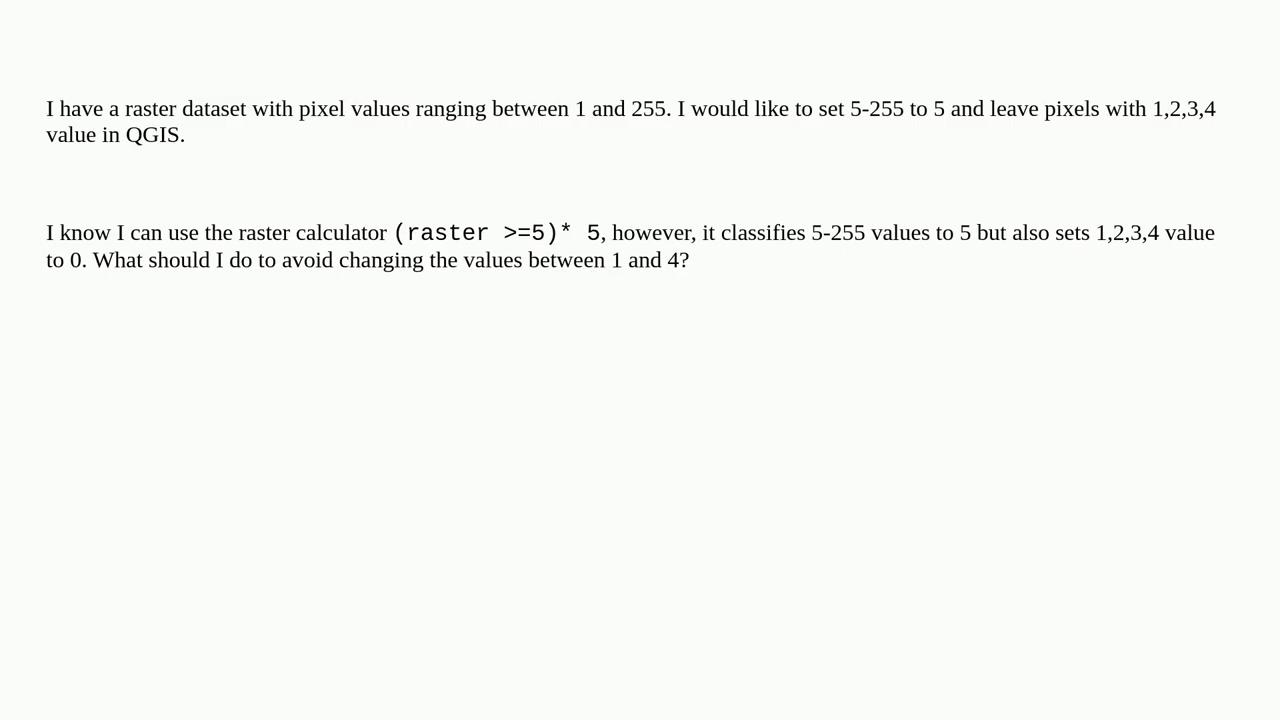 I have a raster dataset with pixel values ranging between 1 and 255. I would like to set 5-255 to 5 and leave pixels with 1,2,3,4
value in QGIS.
I know I can use the raster calculator (raster >=5)* 5, however, it classifies 5-255 values to 5 but also sets 1,2,3,4 value
to 0. What should I do to avoid changing the values between 1 and 4?